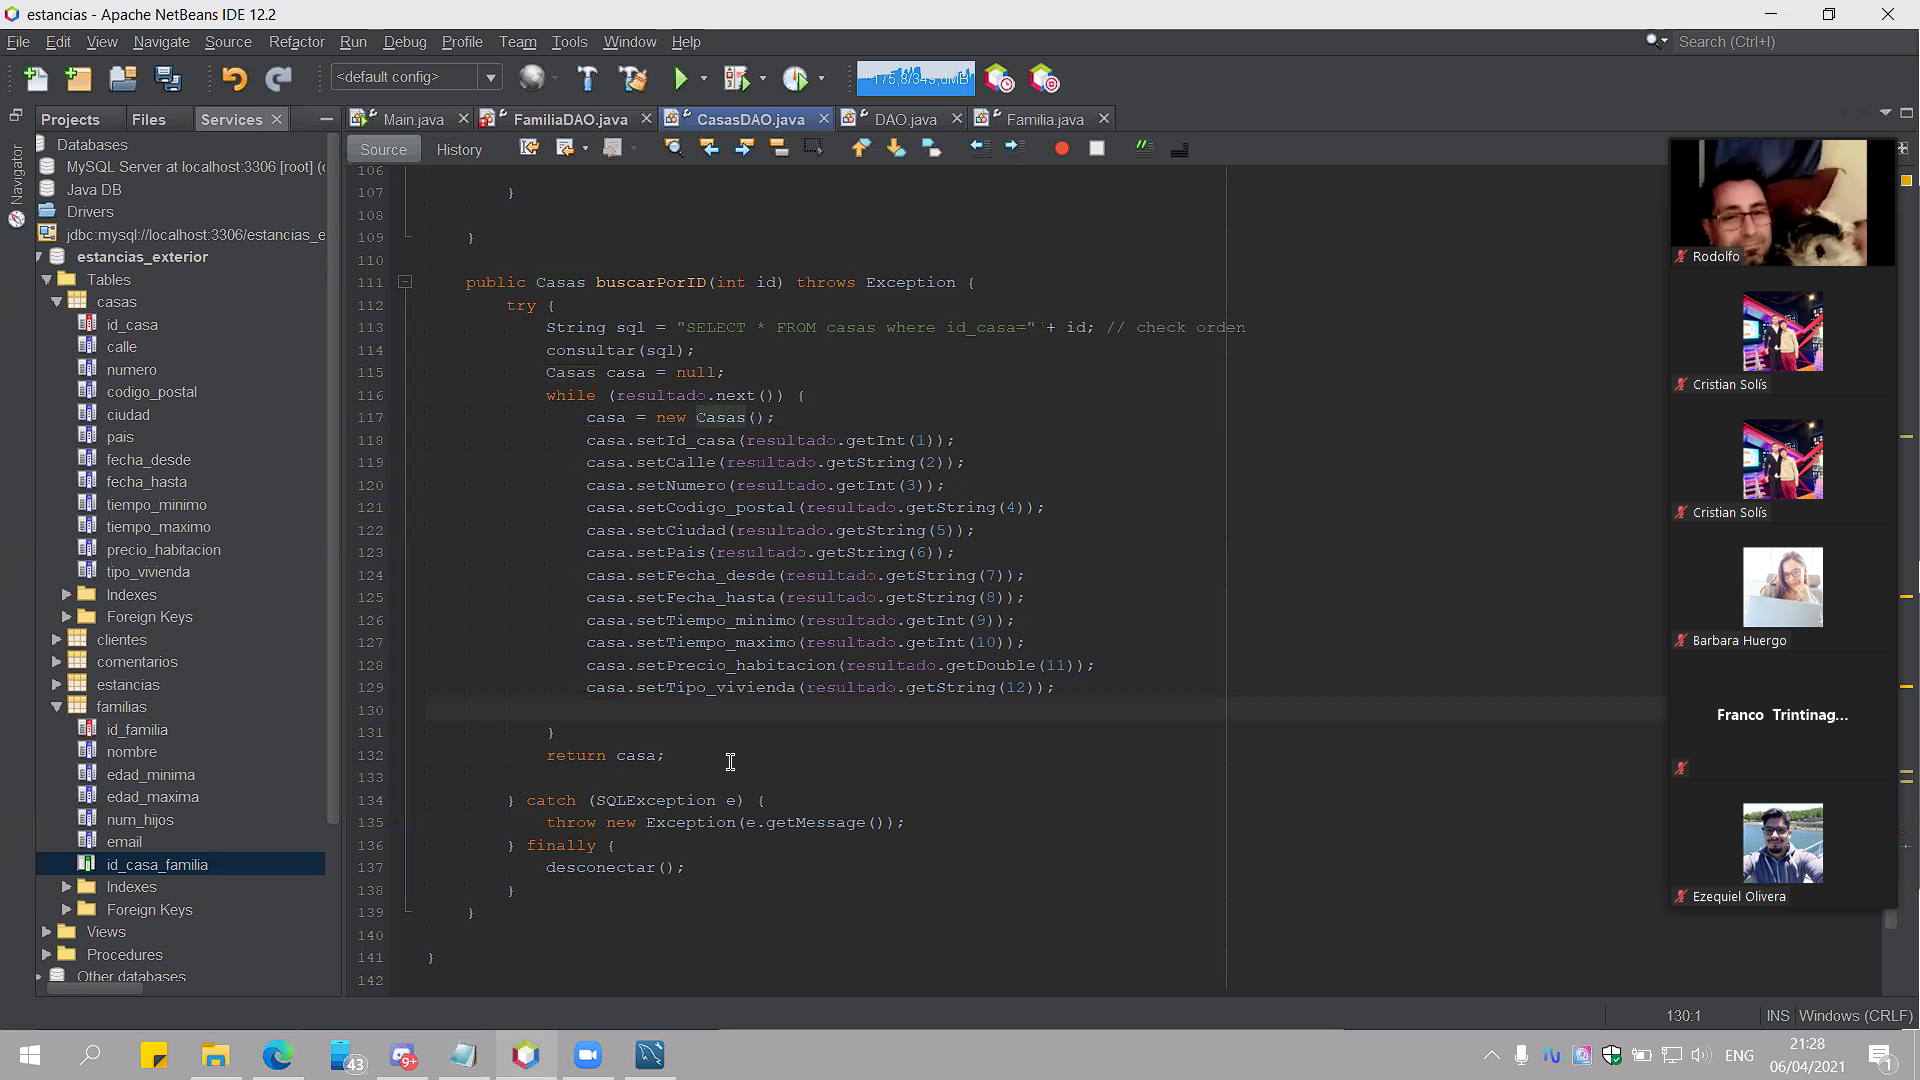 estancias - Apache NetBeans IDE 12.2
File Edit View Navigate Source Refactor Run Debug Profile Team Tools Window Help
Search (Ctrl+I)
<default config>
Projects Files Services
Main.java FamiliaDAO.java CasasDAO.java DAO.java Familia.java
Source History
Navigator
Databases
MySQL Server at localhost:3306 [root] (
Java DB
Drivers
jdbc:mysql://localhost:3306/estancias_e
estancias_exterior
Tables
casas
id_casa
calle
numero
codigo_postal
ciudad
pais
fecha_desde
fecha_hasta
tiempo_minimo
tiempo_maximo
precio_habitacion
tipo_vivienda
Indexes
Foreign Keys
clientes
comentarios
estancias
familias
id_familia
nombre
edad_minima
edad_maxima
num_hijos
email
id_casa_familia
Indexes
Foreign Keys
Views
Procedures
Other databases
106
107 }
108
109 }
110
111 public Casas buscarPorID(int id) throws Exception {
112 try {
113 String sql = "SELECT * FROM casas where id_casa=" + id; // check orden
114 consultar(sql);
115 Casas casa = null;
116 while (resultado.next()) {
117 casa = new Casas();
118 casa.setId_casa(resultado.getInt(1));
119 casa.setCalle(resultado.getString(2));
120 casa.setNumero(resultado.getInt(3));
121 casa.setCodigo_postal(resultado.getString(4));
122 casa.setCiudad(resultado.getString(5));
123 casa.setPais(resultado.getString(6));
124 casa.setFecha_desde(resultado.getString(7));
125 casa.setFecha_hasta(resultado.getString(8));
126 casa.setTiempo_minimo(resultado.getInt(9));
127 casa.setTiempo_maximo(resultado.getInt(10));
128 casa.setPrecio_habitacion(resultado.getDouble(11));
129 casa.setTipo_vivienda(resultado.getString(12));
130
131 }
132 return casa;
133
134 } catch (SQLException e) {
135 throw new Exception(e.getMessage());
136 } finally {
137 desconectar();
138 }
139 }
140
141 }
142
Rodolfo
Cristian Solís
Cristian Solís
Barbara Huergo
Franco Trintinag...
Ezequiel Olivera
130:1 INS Windows (CRLF)
43
9+
ENG
21:28
06/04/2021
1